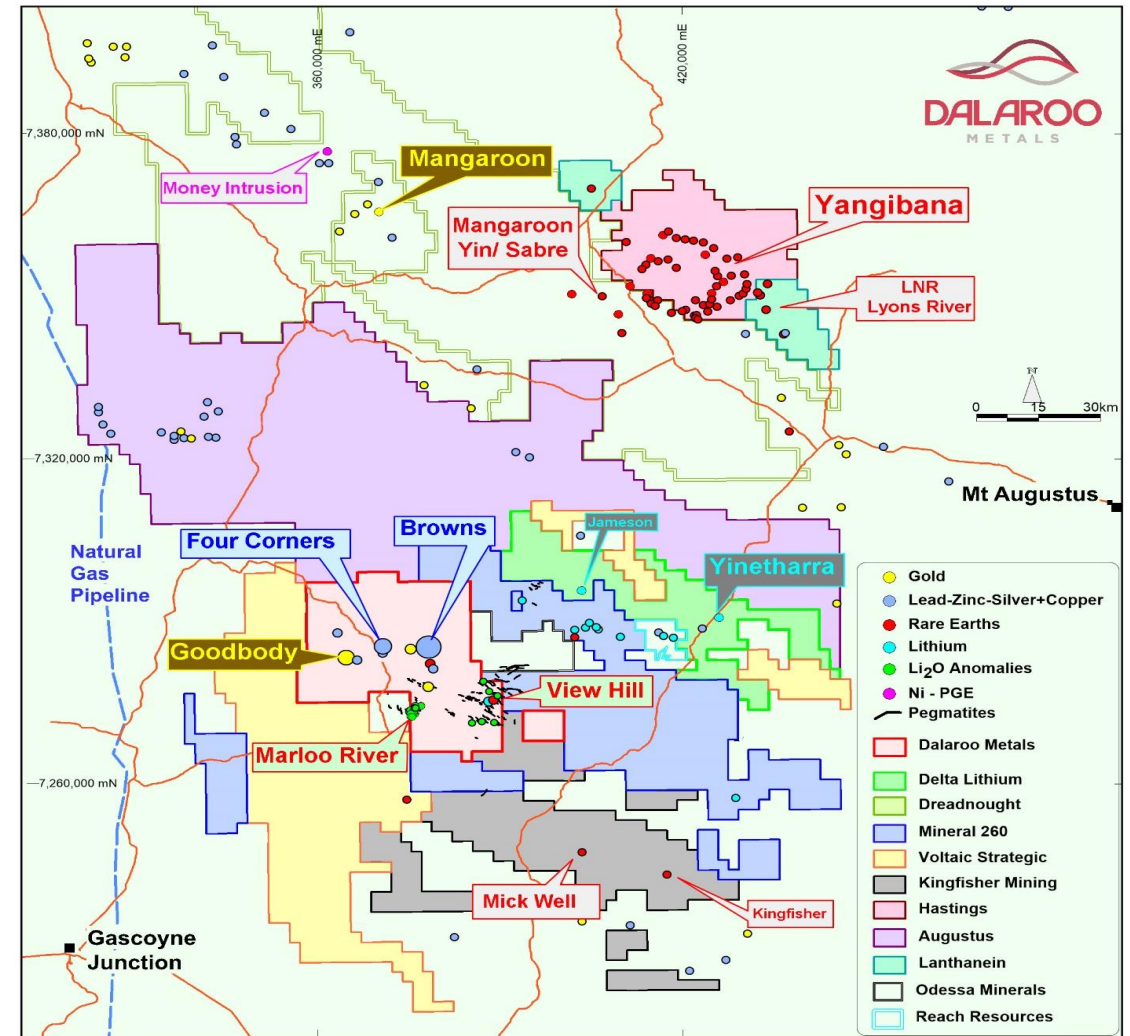 360,000 mE
420,000 mE
DALAROO
METALS
7,380,000 mN
Mangaroon
Money Intrusion
Yangibana
Mangaroon
Yin/ Sabre
LNR
Lyons River
N
0 15 30km
7,320,000 mN
Mt Augustus
Jameson
Browns
Four Corners
Natural
Gas
Pipeline
Yinetharra
Goodbody
View Hill
Marloo River
7,260,000 mN
Mick Well
Kingfisher
Gascoyne
Junction
Gold
Lead-Zinc-Silver+Copper
Rare Earths
Lithium
Li2O Anomalies
Ni - PGE
Pegmatites
Dalaroo Metals
Delta Lithium
Dreadnought
Mineral 260
Voltaic Strategic
Kingfisher Mining
Hastings
Augustus
Lanthanein
Odessa Minerals
Reach Resources